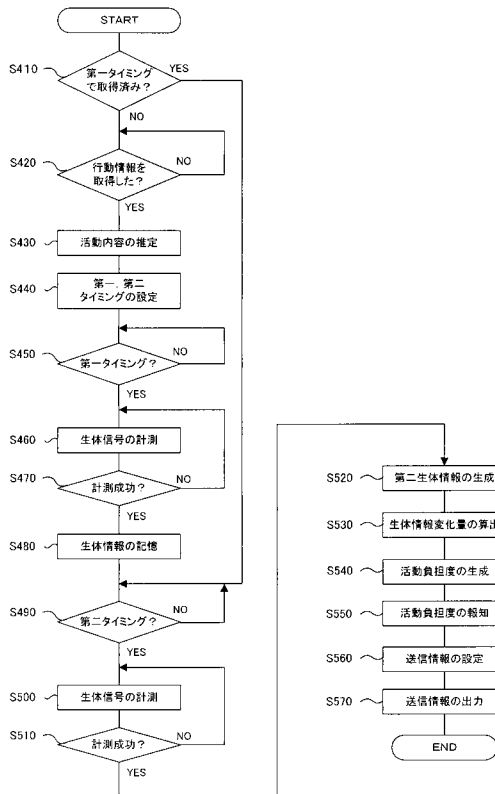 START
S410
第一タイミング
で取得済み?
YES
NO
S420
行動情報を
取得した?
NO
YES
S430
活動内容の推定
S440
第一、第二
タイミングの設定
S450
第一タイミング?
NO
YES
S460
生体信号の計測
S470
計測成功?
NO
YES
S480
生体情報の記憶
S490
第二タイミング?
NO
YES
S500
生体信号の計測
S510
計測成功?
NO
YES
S520
第二生体情報の生成
S530
生体情報変化量の算出
S540
活動負担度の生成
S550
活動負担度の報知
S560
送信情報の設定
S570
送信情報の出力
END